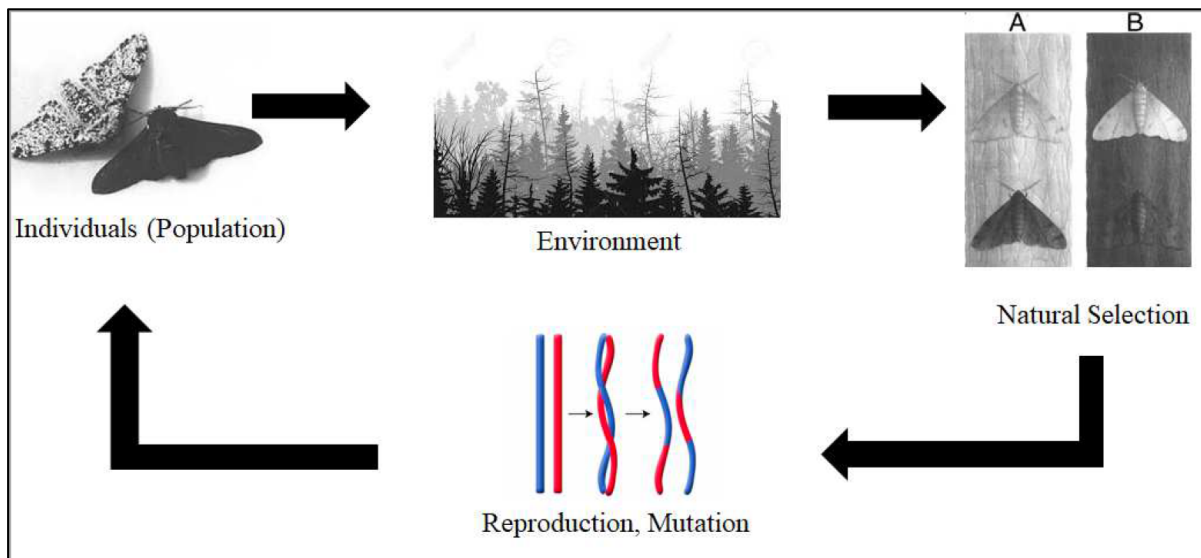 A B
Individuals (Population)
Environment
Natural Selection
Reproduction, Mutation